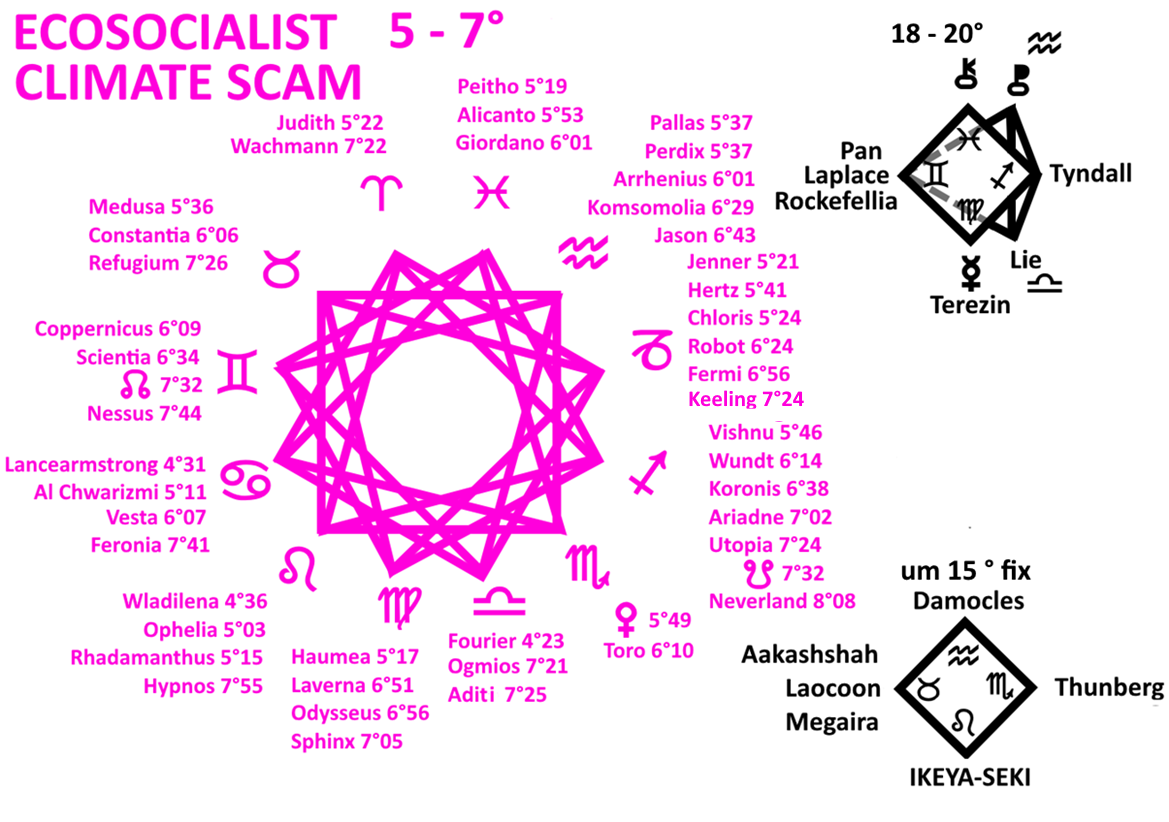 ECOSOCIALIST
CLIMATE SCAM
5 - 7°
Peitho 5°19
Alicanto 5°53
Giordano 6°01
Judith 5°22
Wachmann 7°22
Pallas 5°37
Perdix 5°37
Arrhenius 6°01
Komsomolia 6°29
Jason 6°43
Medusa 5°36
Constantia 6°06
Refugium 7°26
♈
♓
♒
♉
Jenner 5°21
Hertz 5°41
Chloris 5°24
Robot 6°24
Fermi 6°56
Keeling 7°24
♑
Coppernicus 6°09
Scientia 6°34
☊ 7°32
Nessus 7°44
♊
Vishnu 5°46
Wundt 6°14
Koronis 6°38
Ariadne 7°02
Utopia 7°24
☋ 7°32
Neverland 8°08
♐
Lancearmstrong 4°31
Al Chwarizmi 5°11
Vesta 6°07
Feronia 7°41
♋
♌
♍
♎
♏
Wladilena 4°36
Ophelia 5°03
Rhadamanthus 5°15
Hypnos 7°55
Haumea 5°17
Laverna 6°51
Odysseus 6°56
Sphinx 7°05
Fourier 4°23
Ogmios 7°21
Aditi 7°25
♀ 5°49
Toro 6°10
18 - 20°
♒
⚷
♓
Pan
Laplace
Rockefellia
♊
♐
Tyndall
♍
☿
Terezin
Lie
♎
um 15 ° fix
Damocles
♒
Aakashshah
Laocoon
Megaira
♉
♏
Thunberg
♌
IKEYA-SEKI